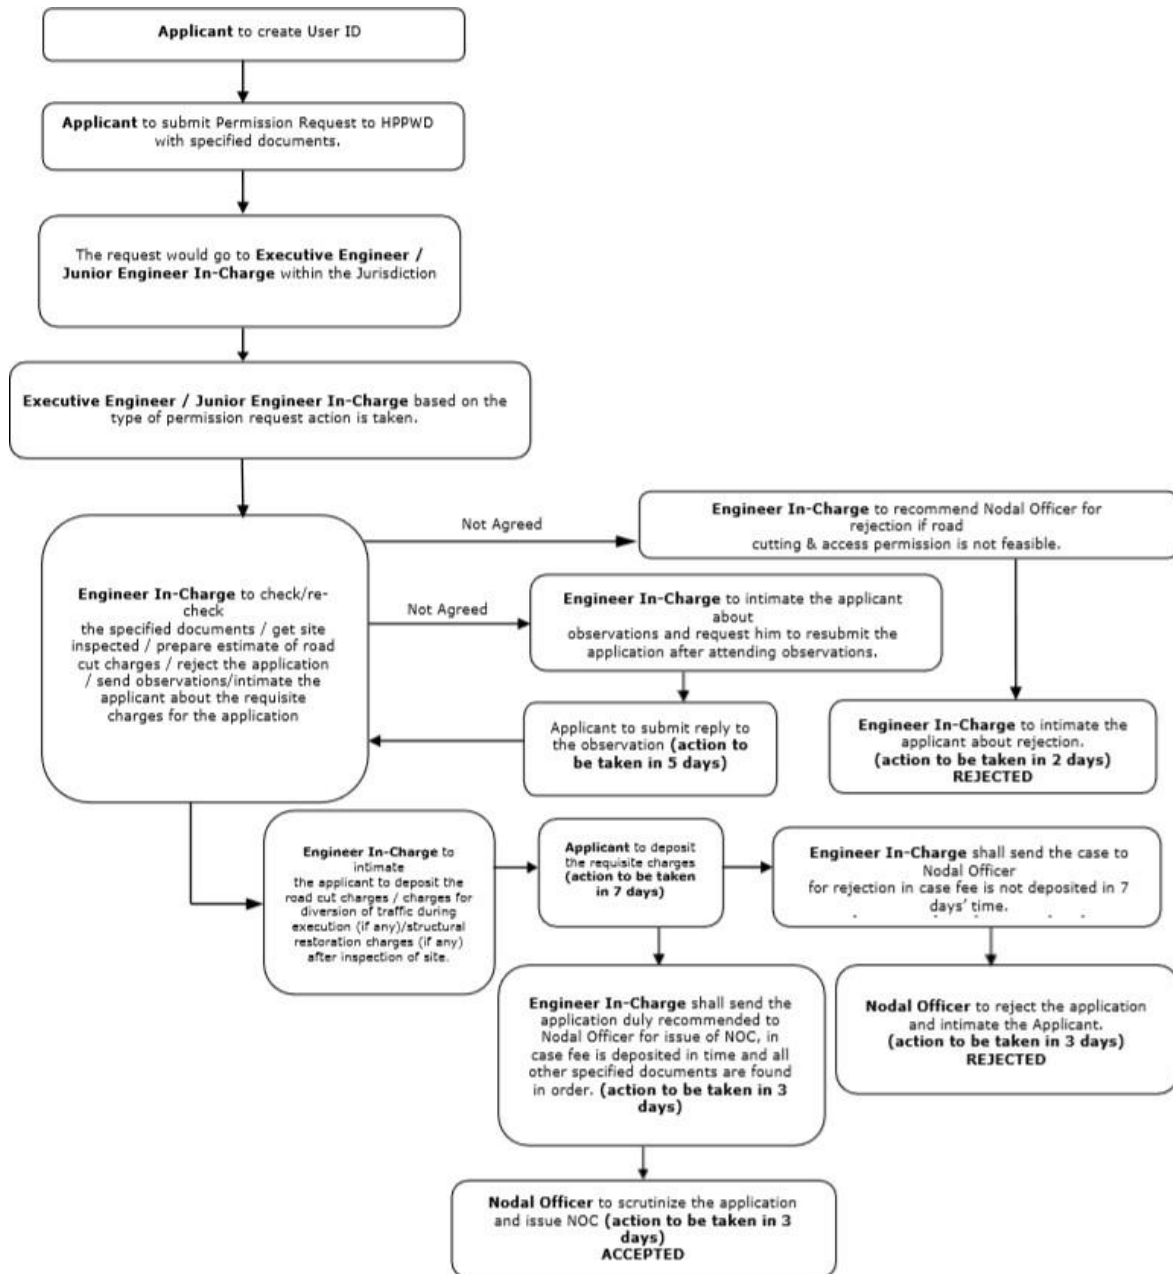 Applicant to create User ID
Applicant to submit Permission Request to HPPWD
with specified documents.
The request would go to Executive Engineer /
Junior Engineer In-Charge within the Jurisdiction
Executive Engineer / Junior Engineer In-Charge based on the
type of permission request action is taken.
Not Agreed
Engineer In-Charge to recommend Nodal Officer for
rejection if road
cutting & access permission is not feasible.
Engineer In-Charge to check/re-
check
the specified documents / get site
inspected / prepare estimate of road
cut charges / reject the application
/ send observations/intimate the
applicant about the requisite
charges for the application
Not Agreed
Engineer In-Charge to intimate the applicant
about
observations and request him to resubmit the
application after attending observations.
Applicant to submit reply to
the observation (action to
be taken in 5 days)
Engineer In-Charge to intimate the
applicant about rejection.
(action to be taken in 2 days)
REJECTED
Engineer In-Charge to
intimate
the applicant to deposit the
road cut charges / charges for
diversion of traffic during
execution (if any)/structural
restoration charges (if any)
after inspection of site.
Applicant to deposit
the requisite charges
(action to be taken
in 7 days)
Engineer In-Charge shall send the case to
Nodal Officer
for rejection in case fee is not deposited in 7
days' time.
Engineer In-Charge shall send the
application duly recommended to
Nodal Officer for issue of NOC, in
case fee is deposited in time and all
other specified documents are found
in order. (action to be taken in 3
days)
Nodal Officer to reject the application
and intimate the Applicant.
(action to be taken in 3 days)
REJECTED
Nodal Officer to scrutinize the application
and issue NOC (action to be taken in 3
days)
ACCEPTED